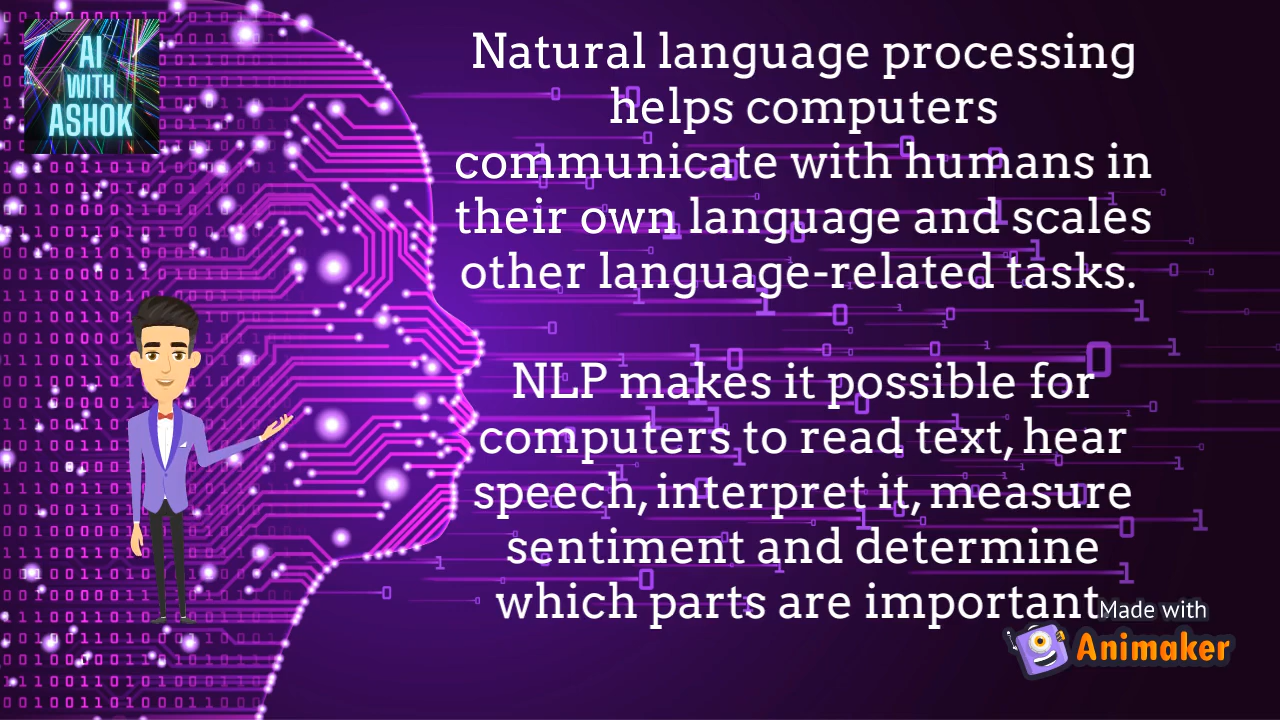 AI
WITH
ASHOK
Natural language processing
helps computers
communicate with humans in
their own language and scales
other language-related tasks.
NLP makes it possible for
computers to read text, hear
speech, interpret it, measure
sentiment and determine
which parts are important
Made with
Animaker